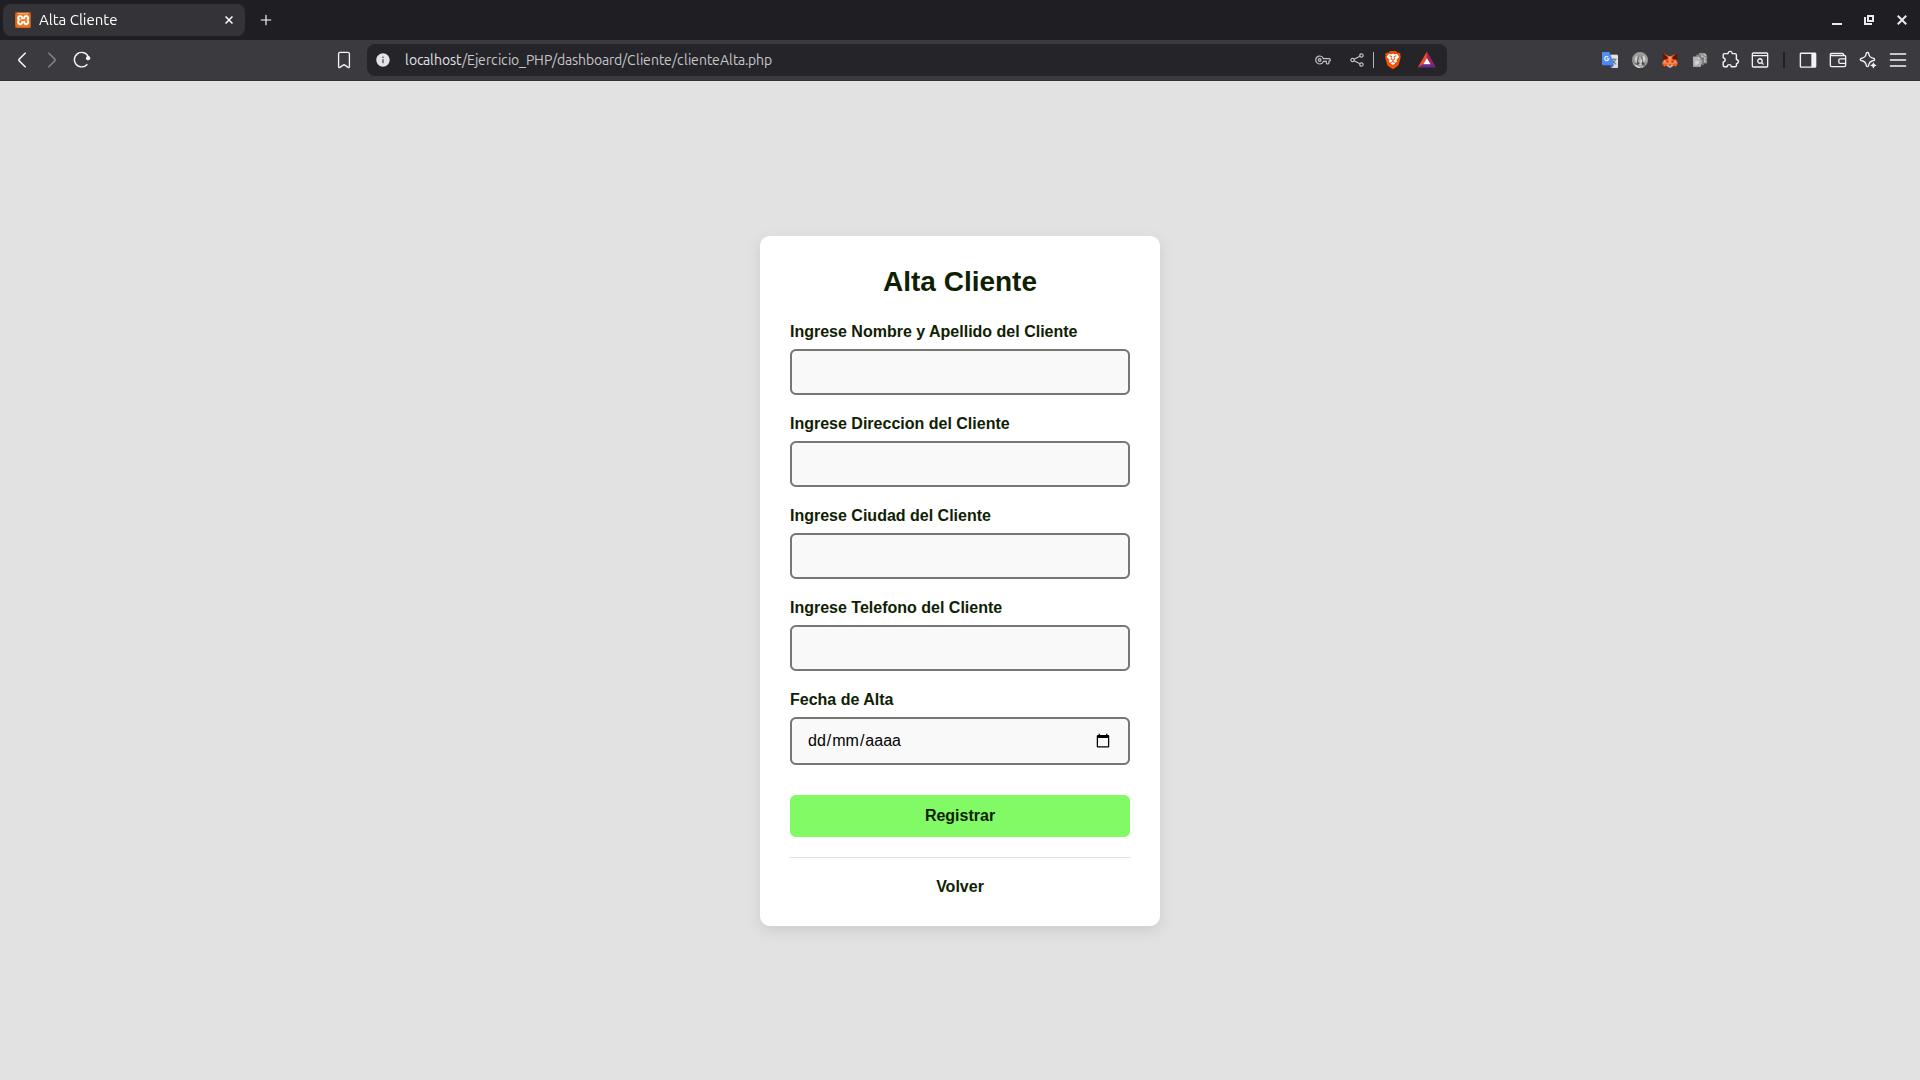 Alta Cliente
localhost/Ejercicio_PHP/dashboard/Cliente/clienteAlta.php
Alta Cliente
Ingrese Nombre y Apellido del Cliente
Ingrese Direccion del Cliente
Ingrese Ciudad del Cliente
Ingrese Telefono del Cliente
Fecha de Alta
dd/mm/aaaa
Registrar
Volver